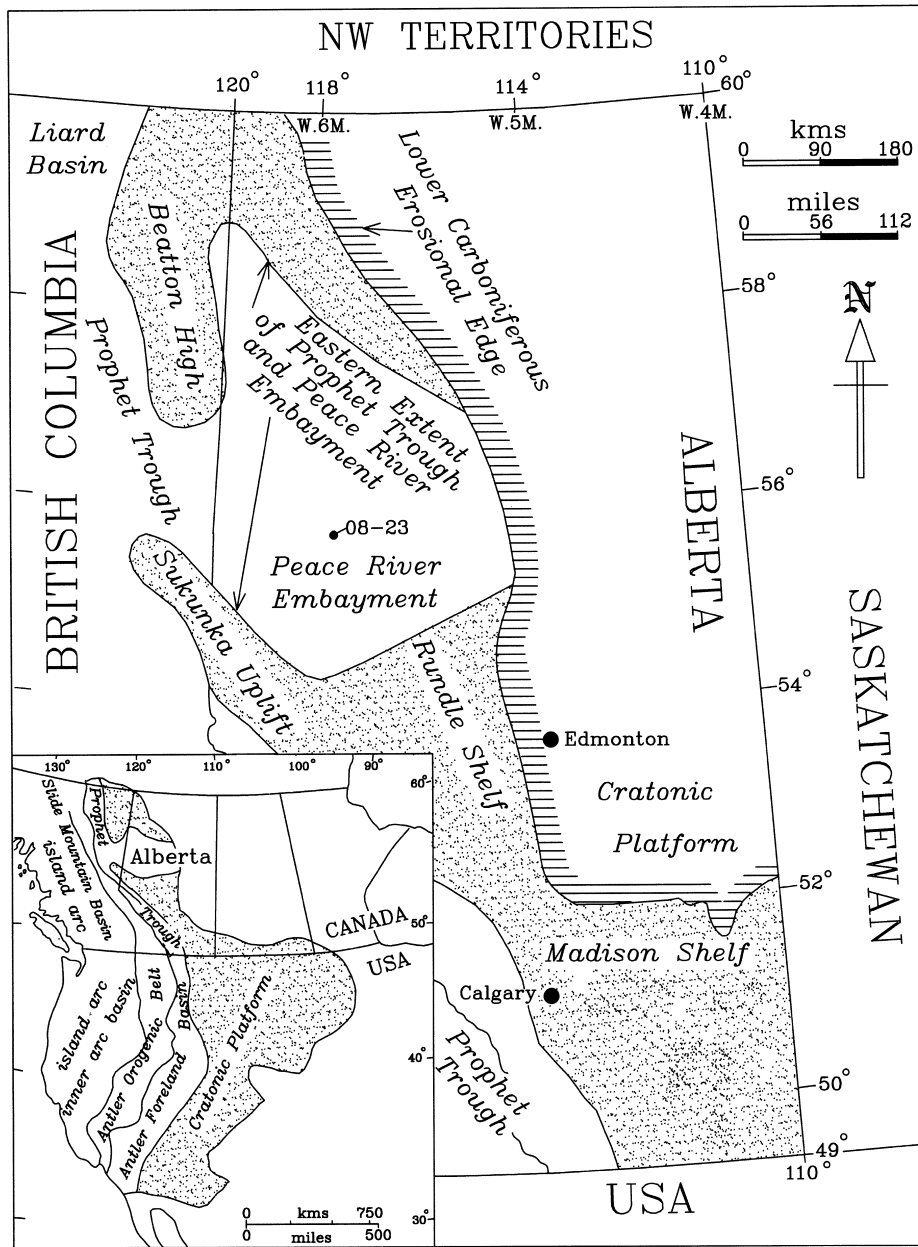 NW TERRITORIES
120°
118°
W.6M.
114°
W.5M.
110°
60°
W.4M.
kms
0 90 180
miles
0 56 112
N
Liard
Basin
Beatton High
Lower Carboniferous
Erosional Edge
BRITISH COLUMBIA
Prophet Trough
Eastern Extent
of Prophet Trough
and Peace River
Embayment
58°
56°
54°
52°
50°
49°
110°
ALBERTA
SASKATCHEWAN
08-23
Peace River
Embayment
Sukunka Uplift
Rundle Shelf
Edmonton
Cratonic
Platform
Madison Shelf
Calgary
Prophet
Trough
USA
130°
120°
110°
100°
90°
60°
50°
40°
30°
Slide Mountain Basin
island arc
Prophet
Trough
Alberta
CANADA
USA
island arc
inner arc basin
Antler Orogenic Belt
Antler Foreland Basin
Cratonic Platform
0 kms 750
0 miles 500